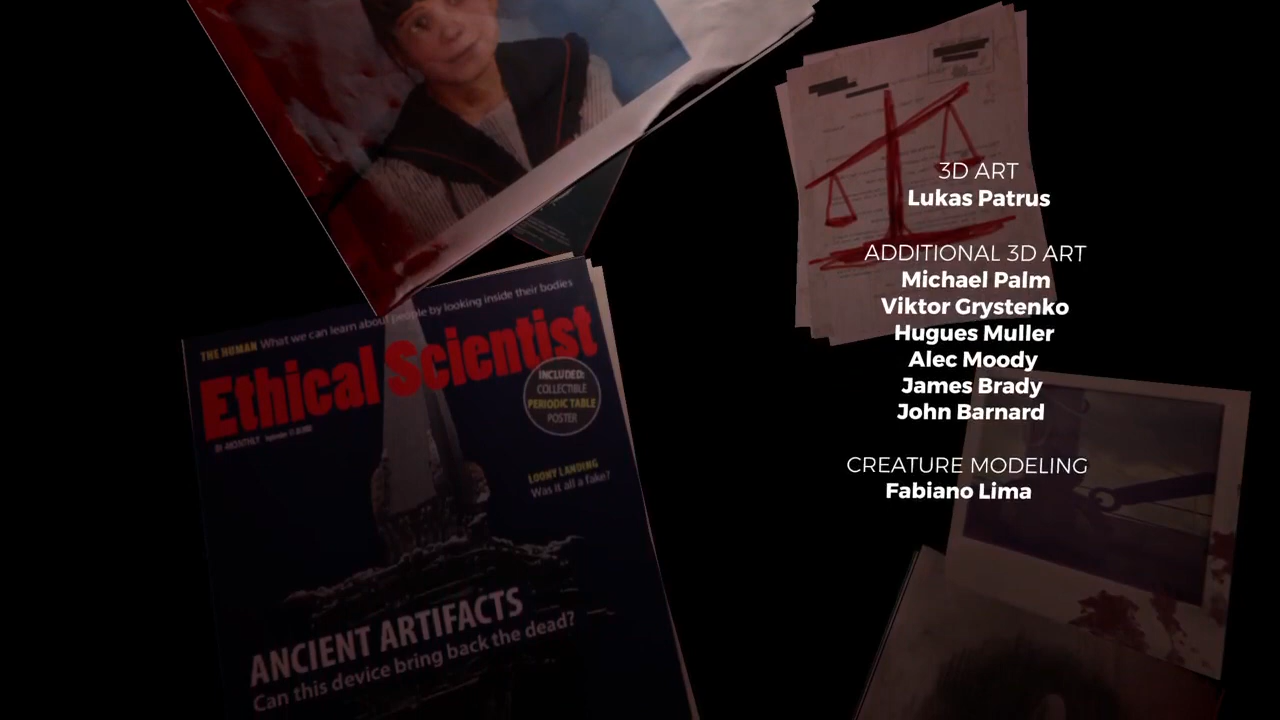 THE HUMAN What we can learn about people by looking inside their bodies
Ethical Scientist
BI-MONTHLY
INCLUDED:
COLLECTIBLE
PERIODIC TABLE
POSTER
LOONY LANDING
Was it all a fake?
ANCIENT ARTIFACTS
Can this device bring back the dead?
3D ART
Lukas Patrus
ADDITIONAL 3D ART
Michael Palm
Viktor Grystenko
Hugues Muller
Alec Moody
James Brady
John Barnard
CREATURE MODELING
Fabiano Lima